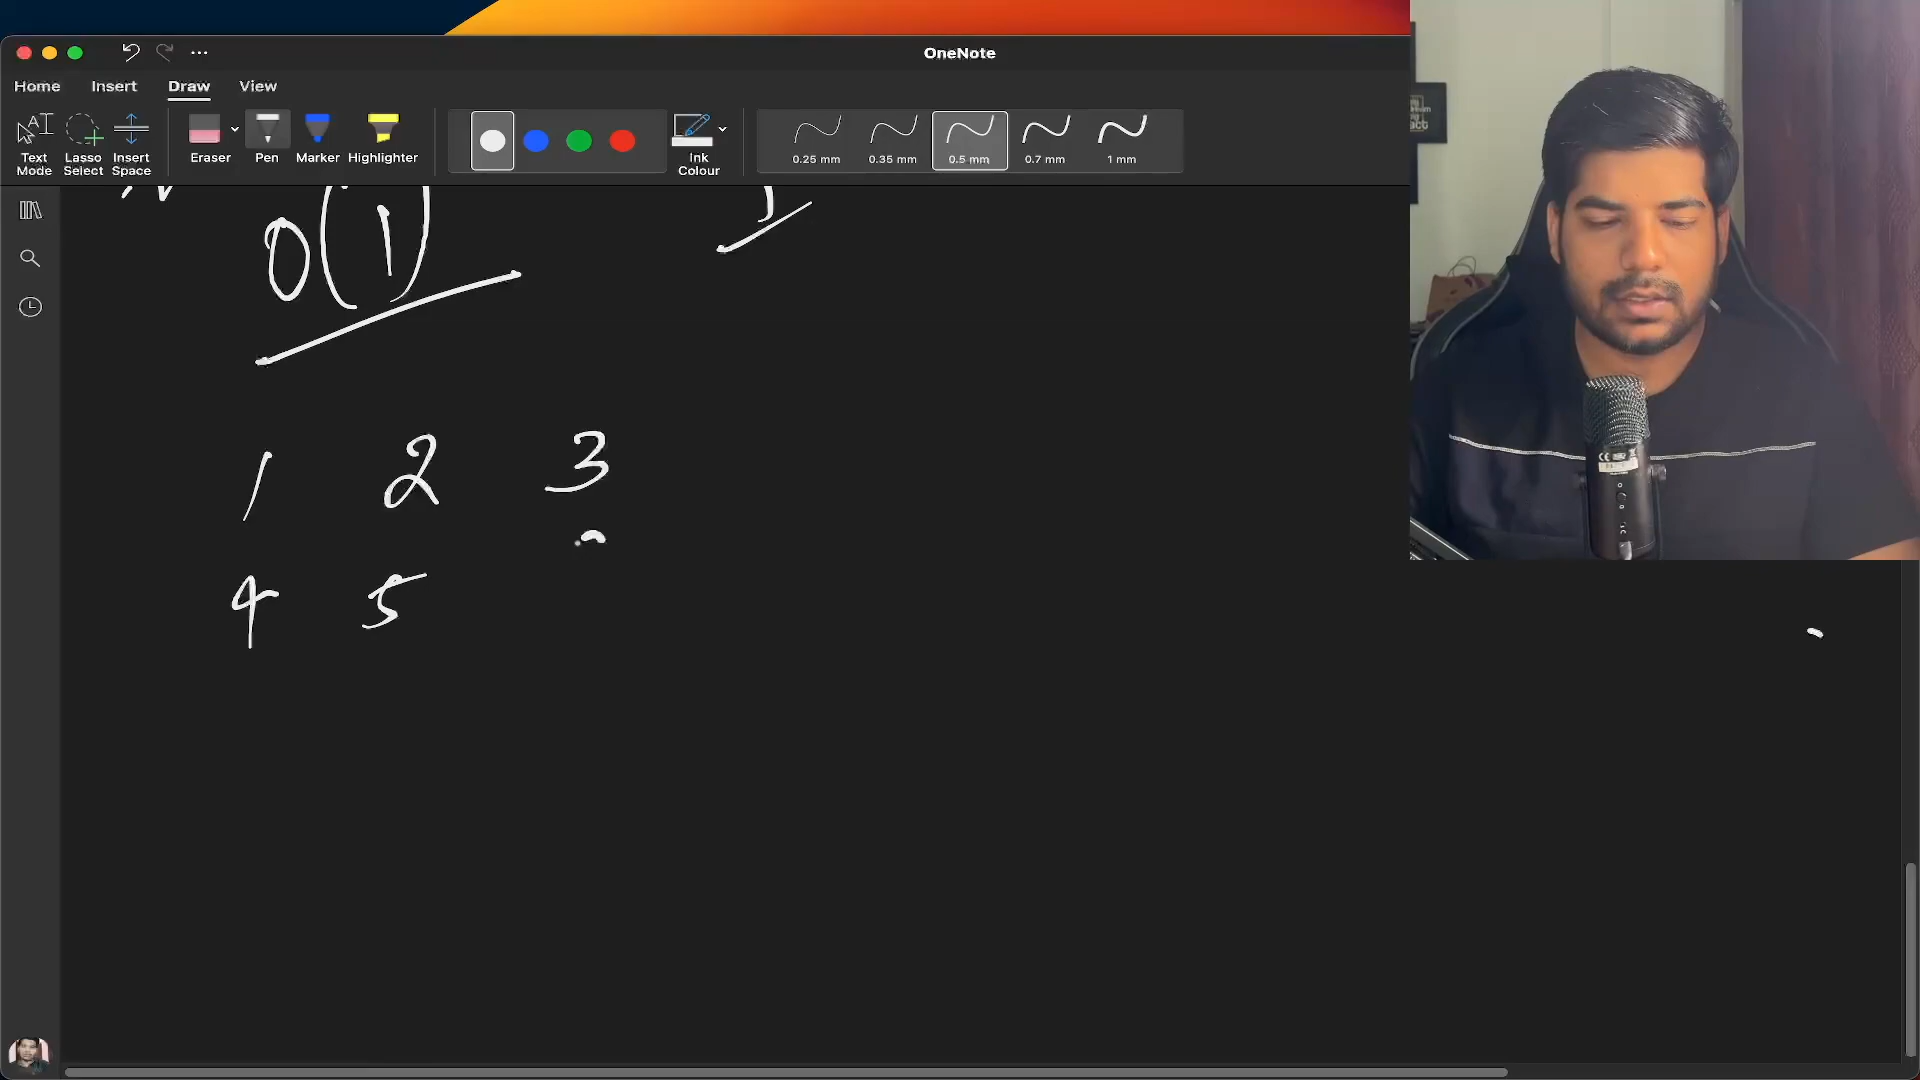 OneNote
Home Insert Draw View
Text Mode
Lasso Select
Insert Space
Eraser
Pen
Marker
Highlighter
Ink Colour
0.25 mm
0.35 mm
0.5 mm
0.7 mm
1 mm
O(1)
1 2 3
4 5